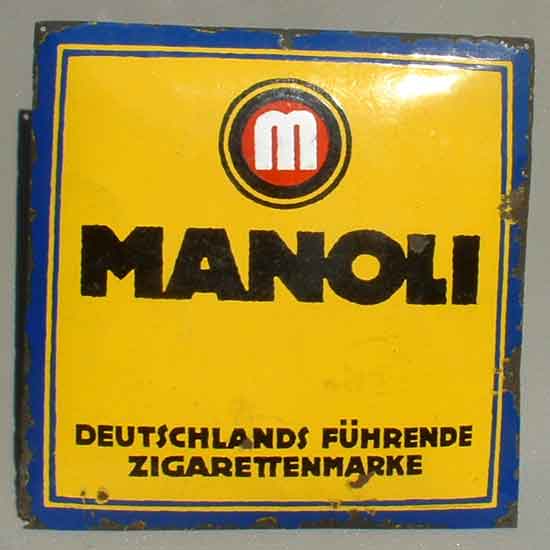 m
MANOLI
DEUTSCHLANDS FÜHRENDE
ZIGARETTENMARKE